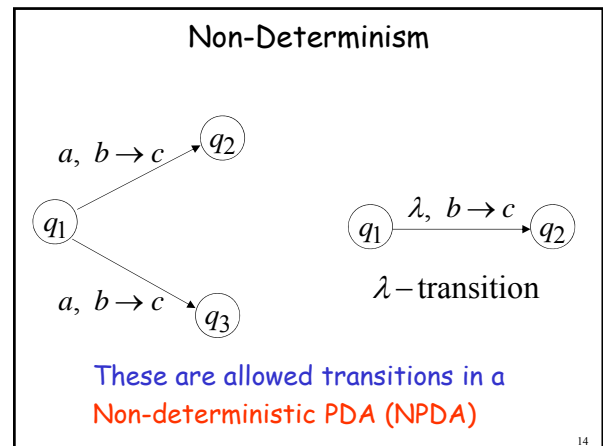 Non-Determinism
q2
a, b → c
q1
a, b → c
q3
λ, b → c
q1
q2
λ – transition
These are allowed transitions in a
Non-deterministic PDA (NPDA)
14